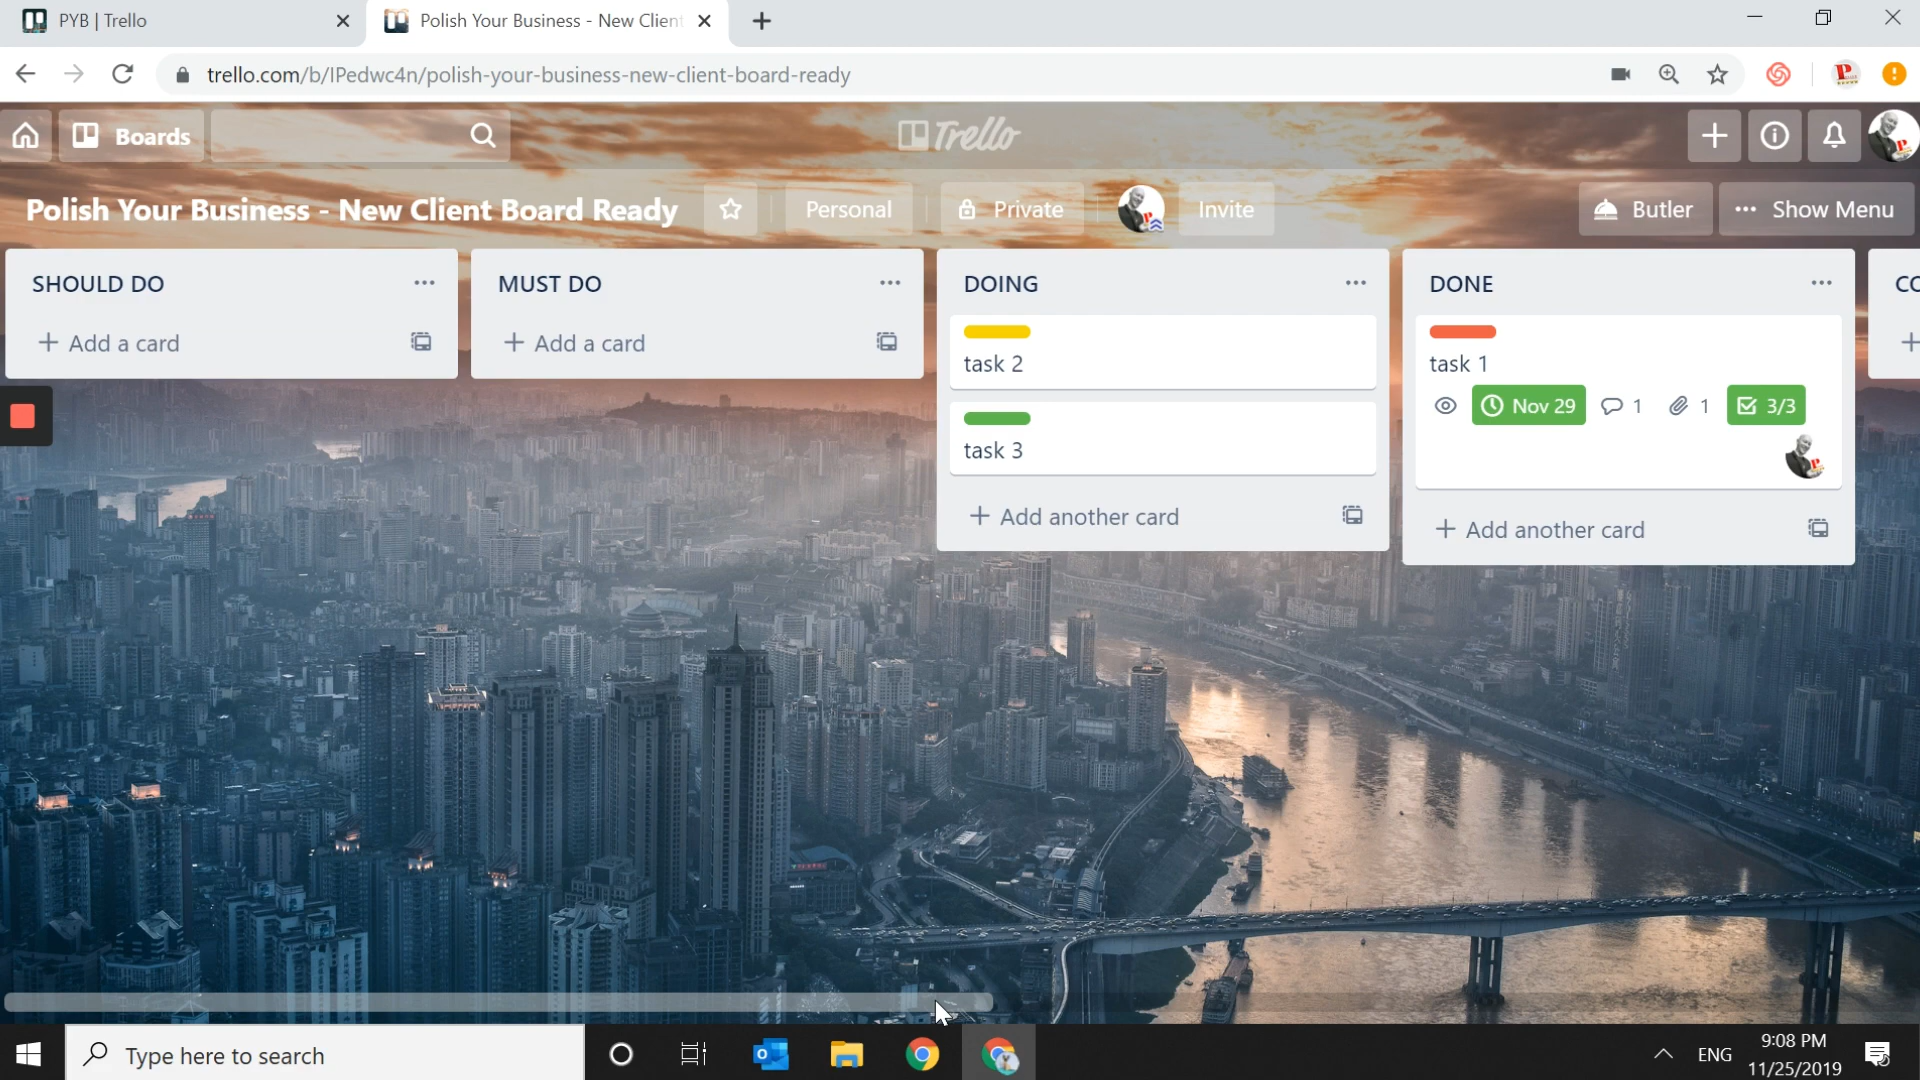 PYB | Trello
Polish Your Business - New Client
trello.com/b/IPedwc4n/polish-your-business-new-client-board-ready
Boards
Trello
Polish Your Business - New Client Board Ready
Personal
Private
Invite
Butler
Show Menu
SHOULD DO
MUST DO
DOING
DONE
CO
+ Add a card
+ Add a card
task 2
task 3
+ Add another card
task 1
Nov 29
1
1
3/3
+ Add another card
Type here to search
ENG
9:08 PM
11/25/2019